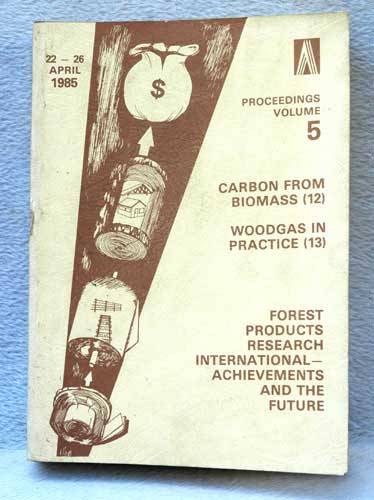 22 – 26
APRIL
1985
$
PROCEEDINGS
VOLUME
5
CARBON FROM
BIOMASS (12)
WOODGAS IN
PRACTICE (13)
FOREST
PRODUCTS
RESEARCH
INTERNATIONAL—
ACHIEVEMENTS
AND THE
FUTURE